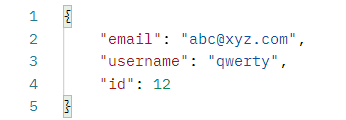 1 {
2     "email": "abc@xyz.com",
3     "username": "qwerty",
4     "id": 12
5 }